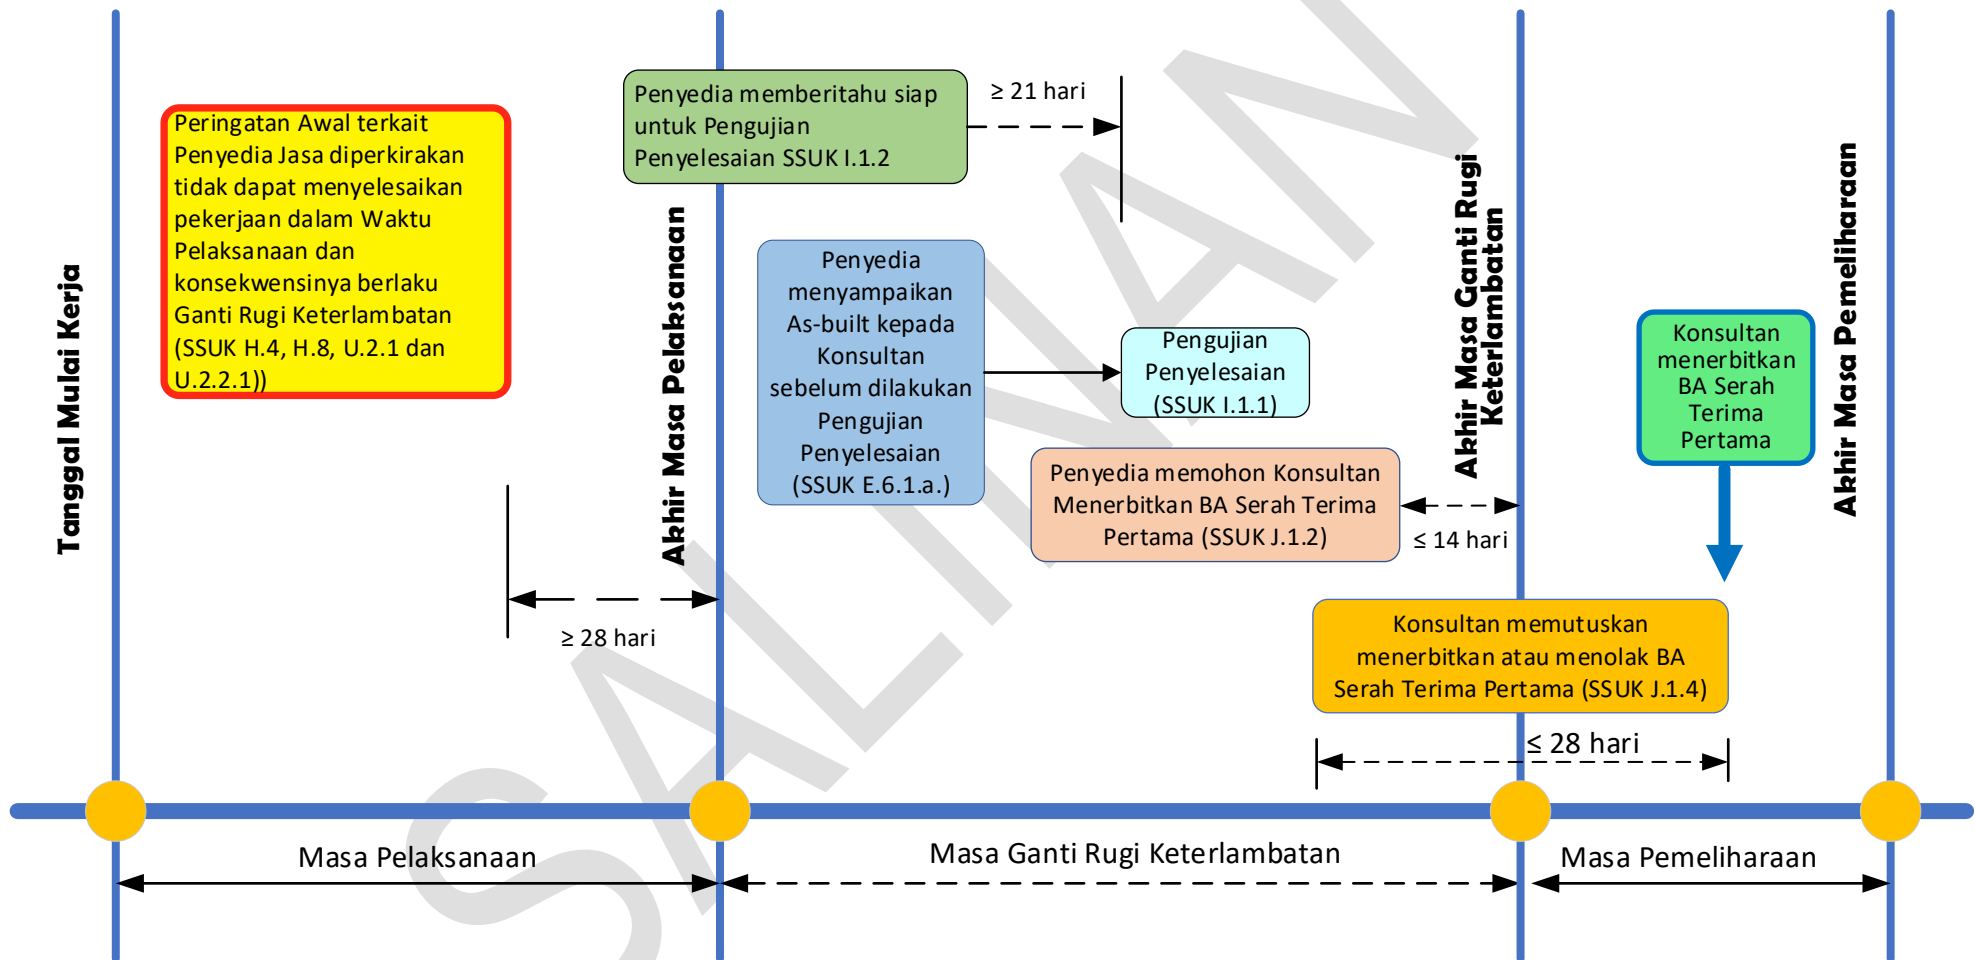 Tanggal Mulai Kerja
Peringatan Awal terkait
Penyedia Jasa diperkirakan
tidak dapat menyelesaikan
pekerjaan dalam Waktu
Pelaksanaan dan
konsekwensinya berlaku
Ganti Rugi Keterlambatan
(SSUK H.4, H.8, U.2.1 dan
U.2.2.1))
≥ 28 hari
Akhir Masa Pelaksanaan
Penyedia memberitahu siap
untuk Pengujian
Penyelesaian SSUK I.1.2
≥ 21 hari
Penyedia
menyampaikan
As-built kepada
Konsultan
sebelum dilakukan
Pengujian
Penyelesaian
(SSUK E.6.1.a.)
Pengujian
Penyelesaian
(SSUK I.1.1)
Penyedia memohon Konsultan
Menerbitkan BA Serah Terima
Pertama (SSUK J.1.2)
≤ 14 hari
Akhir Masa Ganti Rugi
Keterlambatan
Konsultan
menerbitkan
BA Serah
Terima
Pertama
Akhir Masa Pemeliharaan
Konsultan memutuskan
menerbitkan atau menolak BA
Serah Terima Pertama (SSUK J.1.4)
≤ 28 hari
Masa Pelaksanaan
Masa Ganti Rugi Keterlambatan
Masa Pemeliharaan
SALINAN